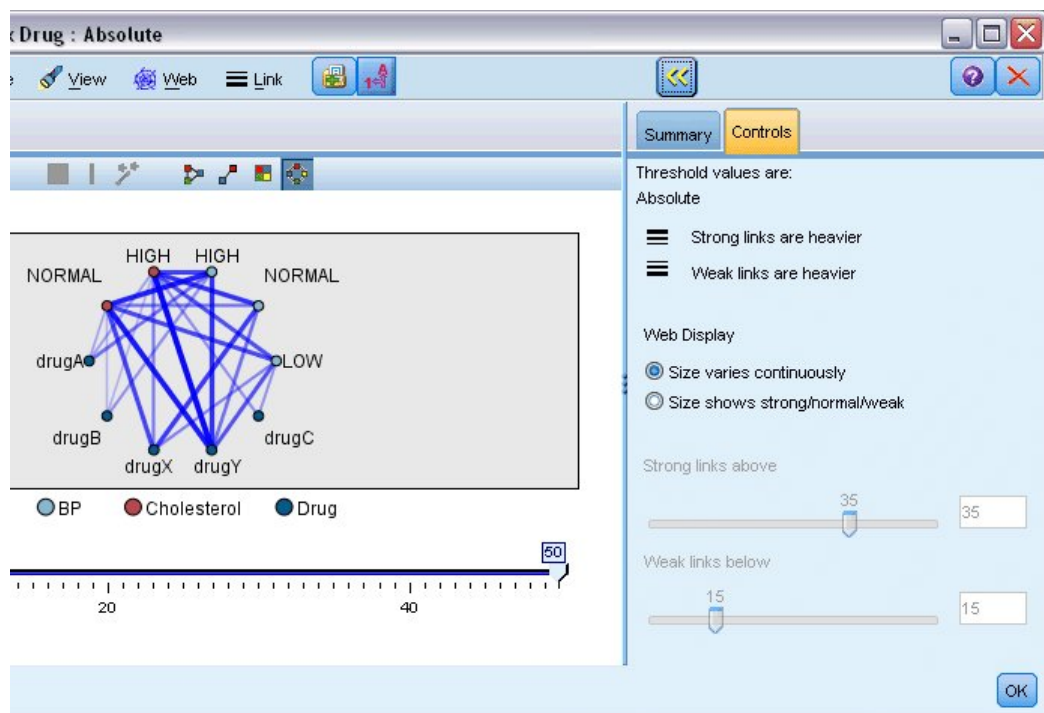 x Drug : Absolute
e View Web Link
Summary Controls
Threshold values are:
Absolute
Strong links are heavier
Weak links are heavier
Web Display
Size varies continuously
Size shows strong/normal/weak
Strong links above
35
35
Weak links below
15
15
HIGH HIGH
NORMAL NORMAL
drugA LOW
drugB drugC
drugX drugY
BP Cholesterol Drug
50
20 40
OK